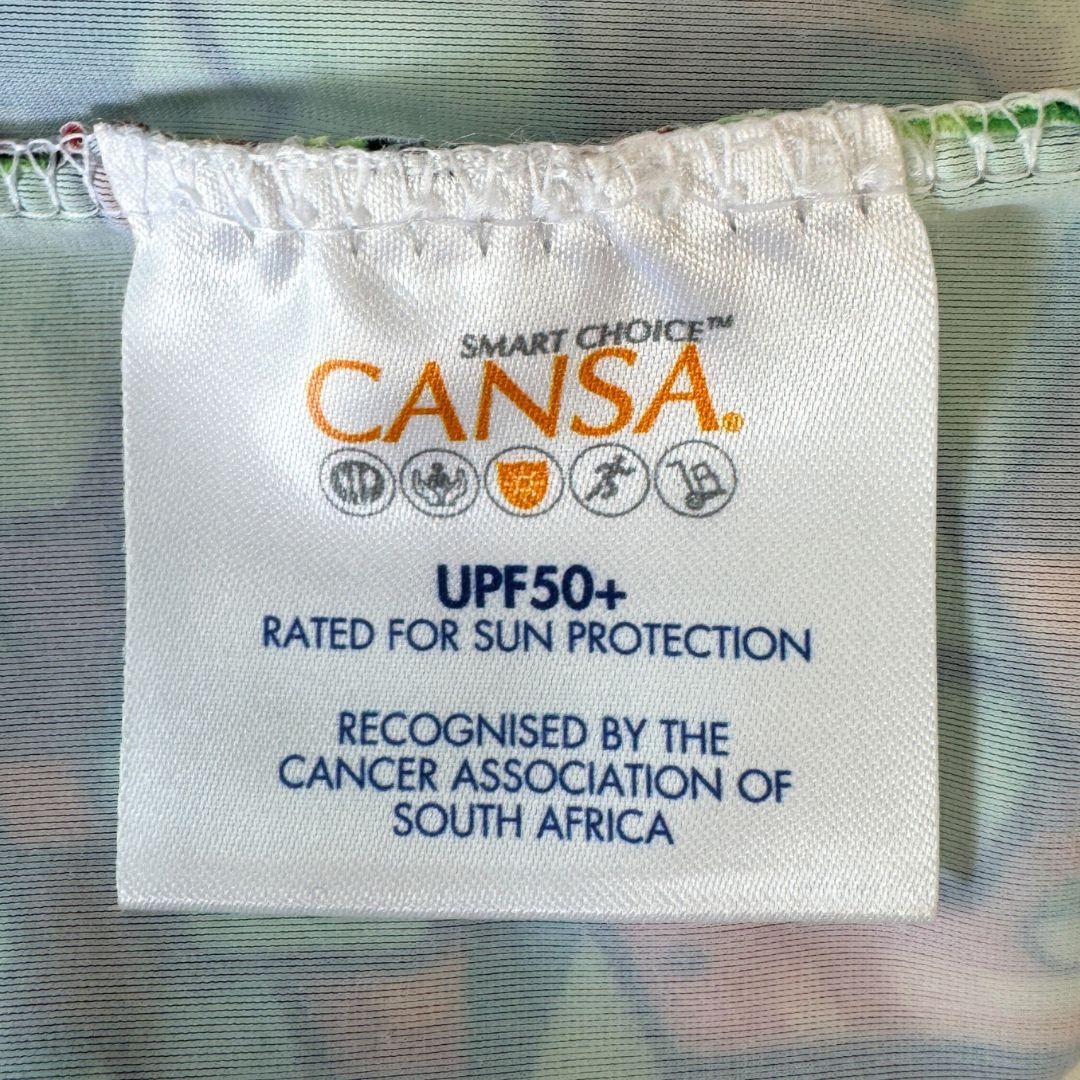 SMART CHOICE™
CANSA®
UPF50+
RATED FOR SUN PROTECTION
RECOGNISED BY THE
CANCER ASSOCIATION OF
SOUTH AFRICA